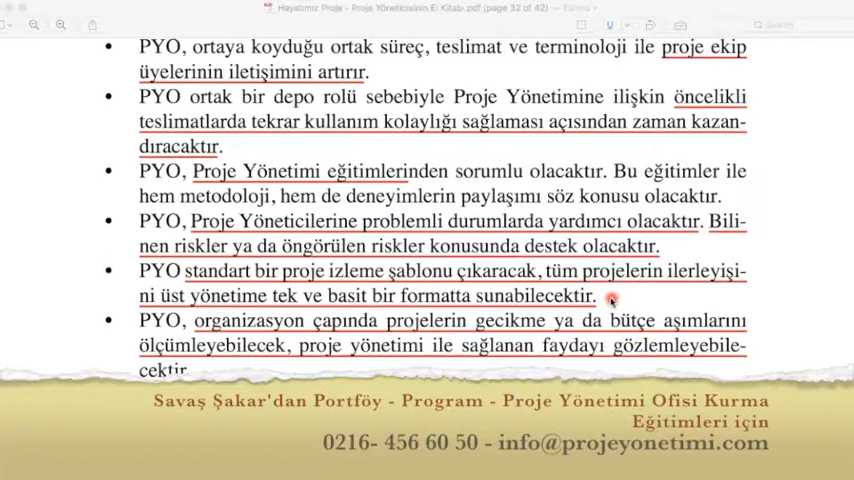 Hayatımız Proje - Proje Yöneticisinin El Kitabı.pdf (page 32 of 42)
Search
• PYO, ortaya koyduğu ortak süreç, teslimat ve terminoloji ile proje ekip
üyelerinin iletişimini artırır.
• PYO ortak bir depo rolü sebebiyle Proje Yönetimine ilişkin öncelikli
teslimatlarda tekrar kullanım kolaylığı sağlaması açısından zaman kazan-
dıracaktır.
• PYO, Proje Yönetimi eğitimlerinden sorumlu olacaktır. Bu eğitimler ile
hem metodoloji, hem de deneyimlerin paylaşımı söz konusu olacaktır.
• PYO, Proje Yöneticilerine problemli durumlarda yardımcı olacaktır. Bili-
nen riskler ya da öngörülen riskler konusunda destek olacaktır.
• PYO standart bir proje izleme şablonu çıkaracak, tüm projelerin ilerleyişi-
ni üst yönetime tek ve basit bir formatta sunabilecektir.
• PYO, organizasyon çapında projelerin gecikme ya da bütçe aşımlarını
ölçümleyebilecek, proje yönetimi ile sağlanan faydayı gözlemleyebile-
cektir
Savaş Şakar'dan Portföy - Program - Proje Yönetimi Ofisi Kurma
Eğitimleri için
0216- 456 60 50 - info@projeyonetimi.com